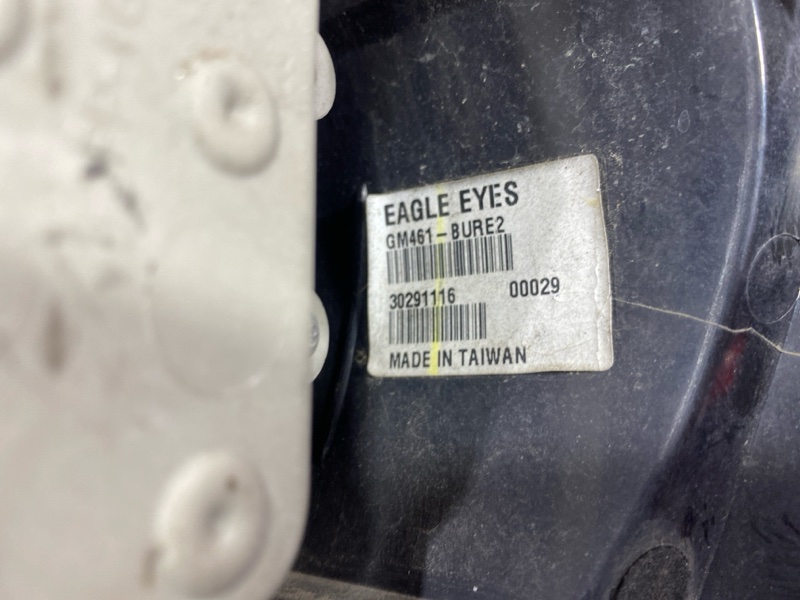 EAGLE EYES
GM461-BURE2
30291116 00029
MADE IN TAIWAN